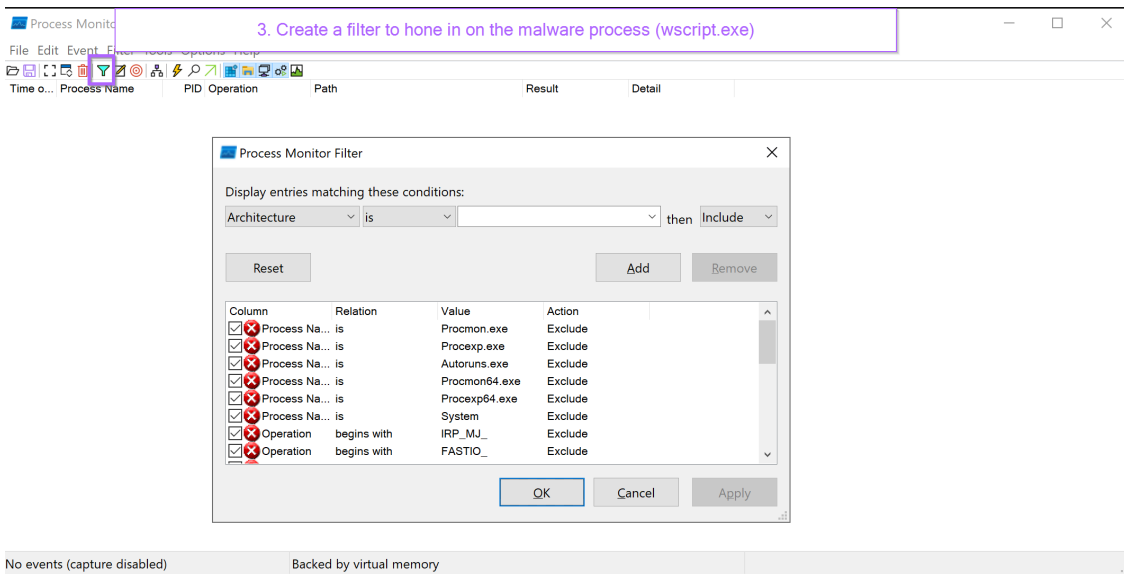 Process Monito
3. Create a filter to hone in on the malware process (wscript.exe)
File Edit Event Filter Tools Options Help
Time o... Process Name PID Operation Path Result Detail
Process Monitor Filter
Display entries matching these conditions:
Architecture is then Include
Reset Add Remove
Column Relation Value Action
Process Na... is Procmon.exe Exclude
Process Na... is Procexp.exe Exclude
Process Na... is Autoruns.exe Exclude
Process Na... is Procmon64.exe Exclude
Process Na... is Procexp64.exe Exclude
Process Na... is System Exclude
Operation begins with IRP_MJ_ Exclude
Operation begins with FASTIO_ Exclude
OK Cancel Apply
No events (capture disabled) Backed by virtual memory